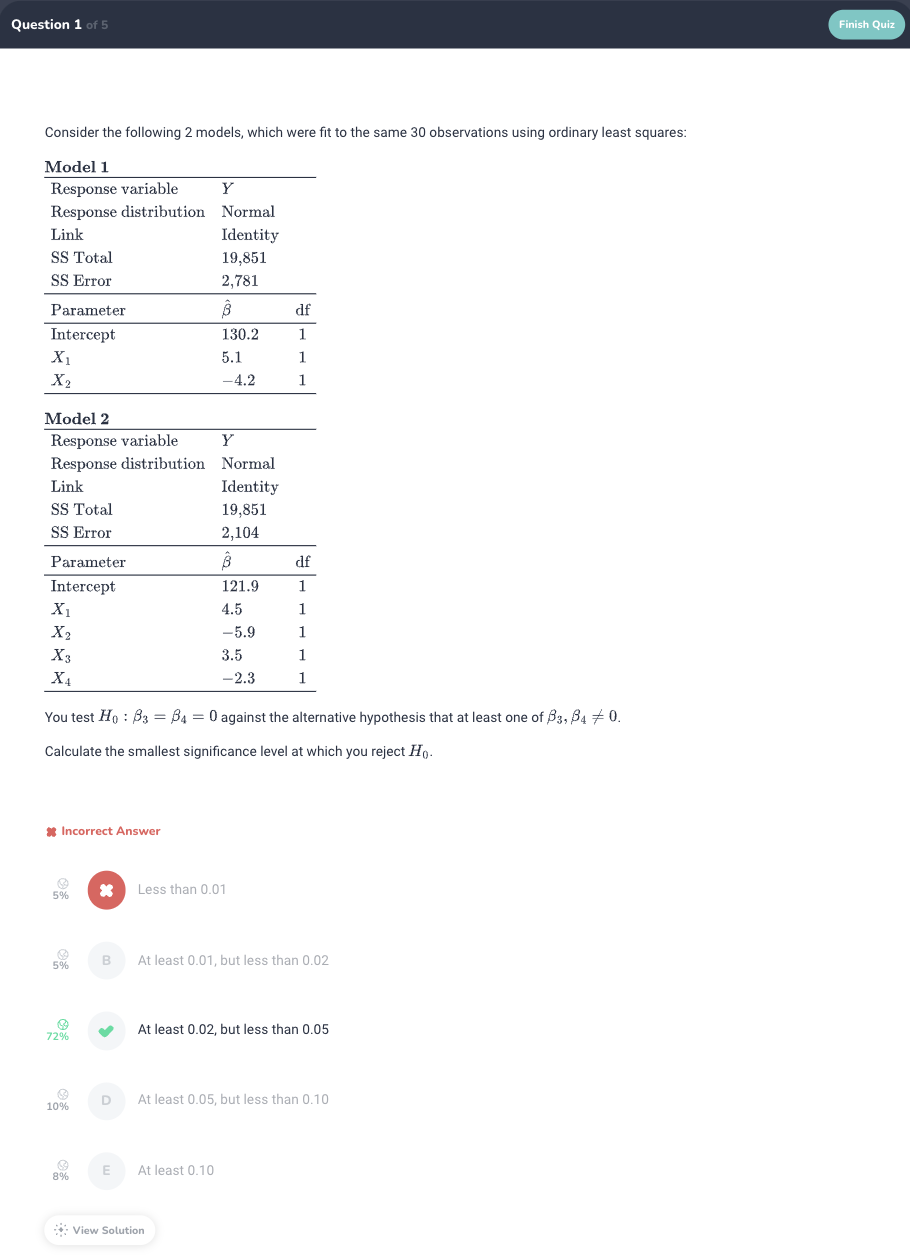 Question 1 of 5
Finish Quiz
Consider the following 2 models, which were fit to the same 30 observations using ordinary least squares:
Model 1
Response variable Y
Response distribution Normal
Link Identity
SS Total 19,851
SS Error 2,781
Parameter β̂ df
Intercept 130.2 1
X₁ 5.1 1
X₂ −4.2 1
Model 2
Response variable Y
Response distribution Normal
Link Identity
SS Total 19,851
SS Error 2,104
Parameter β̂ df
Intercept 121.9 1
X₁ 4.5 1
X₂ −5.9 1
X₃ 3.5 1
X₄ −2.3 1
You test H₀ : β₃ = β₄ = 0 against the alternative hypothesis that at least one of β₃, β₄ ≠ 0.
Calculate the smallest significance level at which you reject H₀.
Incorrect Answer
5% Less than 0.01
5% B At least 0.01, but less than 0.02
72% At least 0.02, but less than 0.05
10% D At least 0.05, but less than 0.10
8% E At least 0.10
View Solution